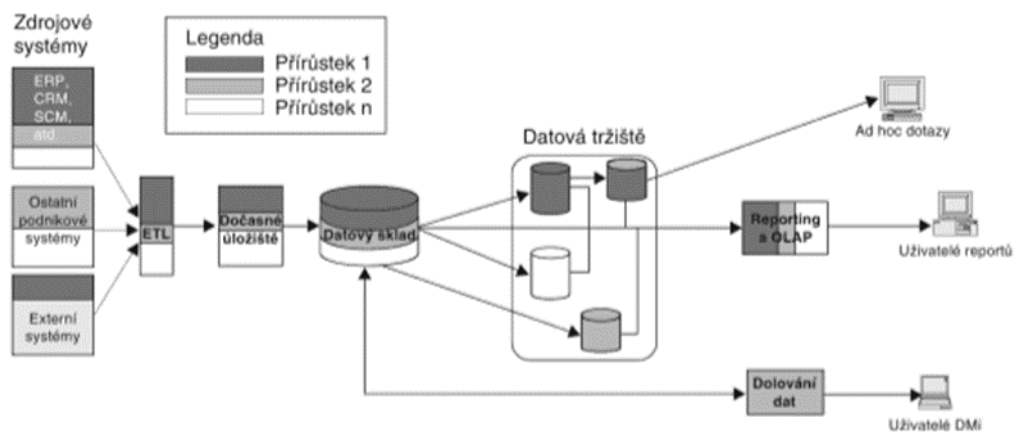 Zdrojové
systémy
Legenda
Přírůstek 1
Přírůstek 2
Přírůstek n
ERP,
CRM,
SCM,
atd
Ostatní
podnikové
systémy
Externí
systémy
ETL
Dočasné
úložiště
Datový sklad
Datová tržiště
Ad hoc dotazy
Reporting
a OLAP
Uživatelé reportů
Dolování
dat
Uživatelé DMi